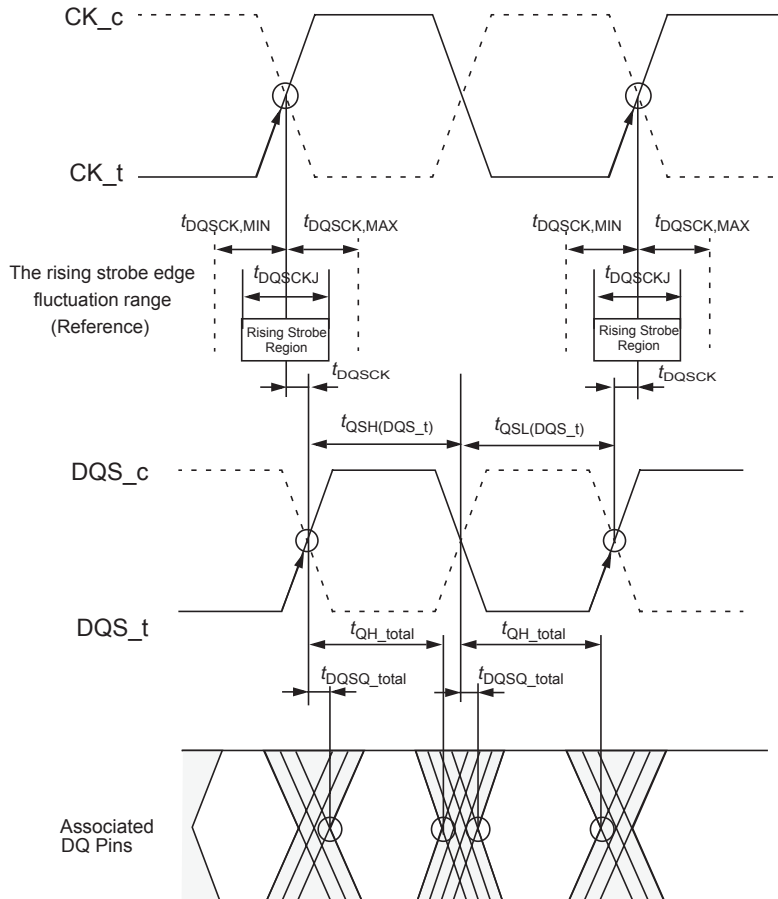 CK_c
CK_t
tDQSCK,MIN tDQSCK,MAX tDQSCK,MIN tDQSCK,MAX
The rising strobe edge
fluctuation range
(Reference)
tDQSCKJ tDQSCKJ
Rising Strobe Rising Strobe
Region Region
tDQSCK tDQSCK
tQSH(DQS_t) tQSL(DQS_t)
DQS_c
DQS_t
tQH_total tQH_total
tDQSQ_total tDQSQ_total
Associated
DQ Pins